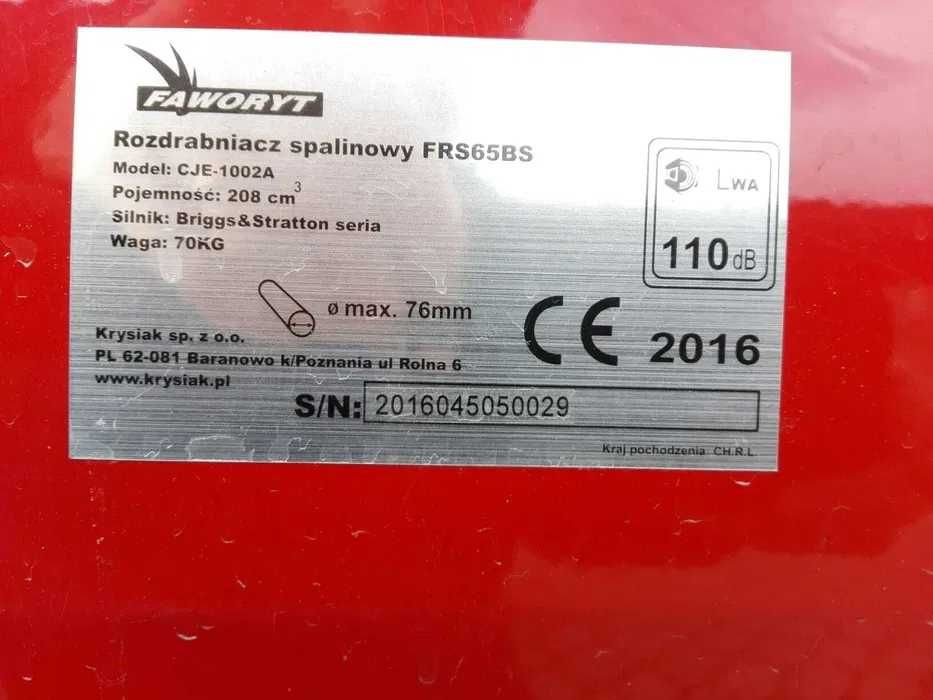 FAWORYT
Rozdrabniacz spalinowy FRS65BS
Model: CJE-1002A
Pojemność: 208 cm³
Silnik: Briggs&Stratton seria
Waga: 70KG
LWA
110dB
ø max. 76mm
CE 2016
Krysiak sp. z o.o.
PL 62-081 Baranowo k/Poznania ul Rolna 6
www.krysiak.pl
S/N: 2016045050029
Kraj pochodzenia: CH.R.L.